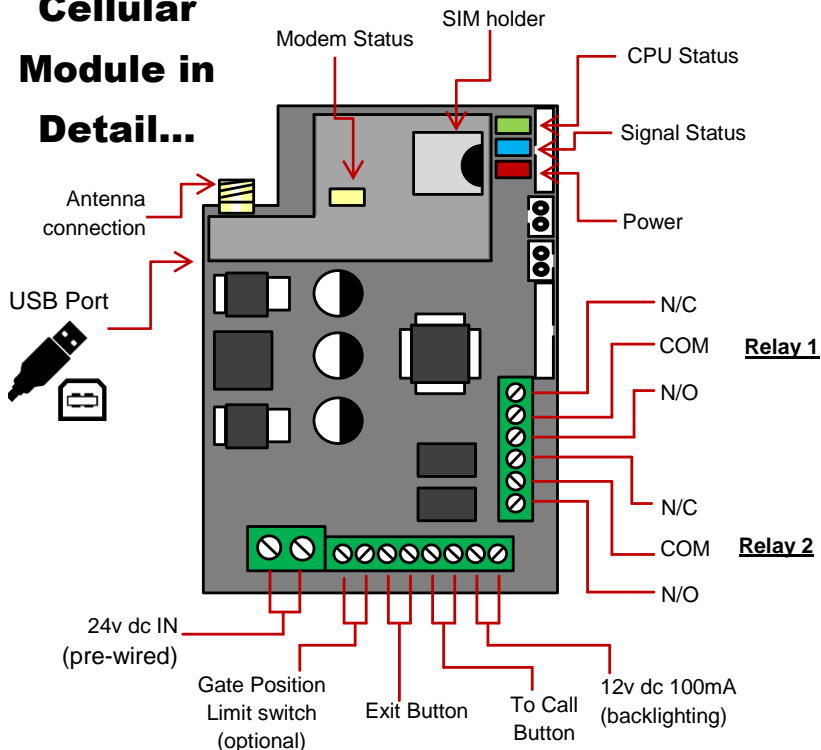 Cellular
Module in
Detail...
Modem Status
SIM holder
CPU Status
Signal Status
Power
Antenna
connection
USB Port
N/C
COM
Relay 1
N/O
N/C
COM
Relay 2
N/O
24v dc IN
(pre-wired)
Gate Position
Limit switch
(optional)
Exit Button
To Call
Button
12v dc 100mA
(backlighting)